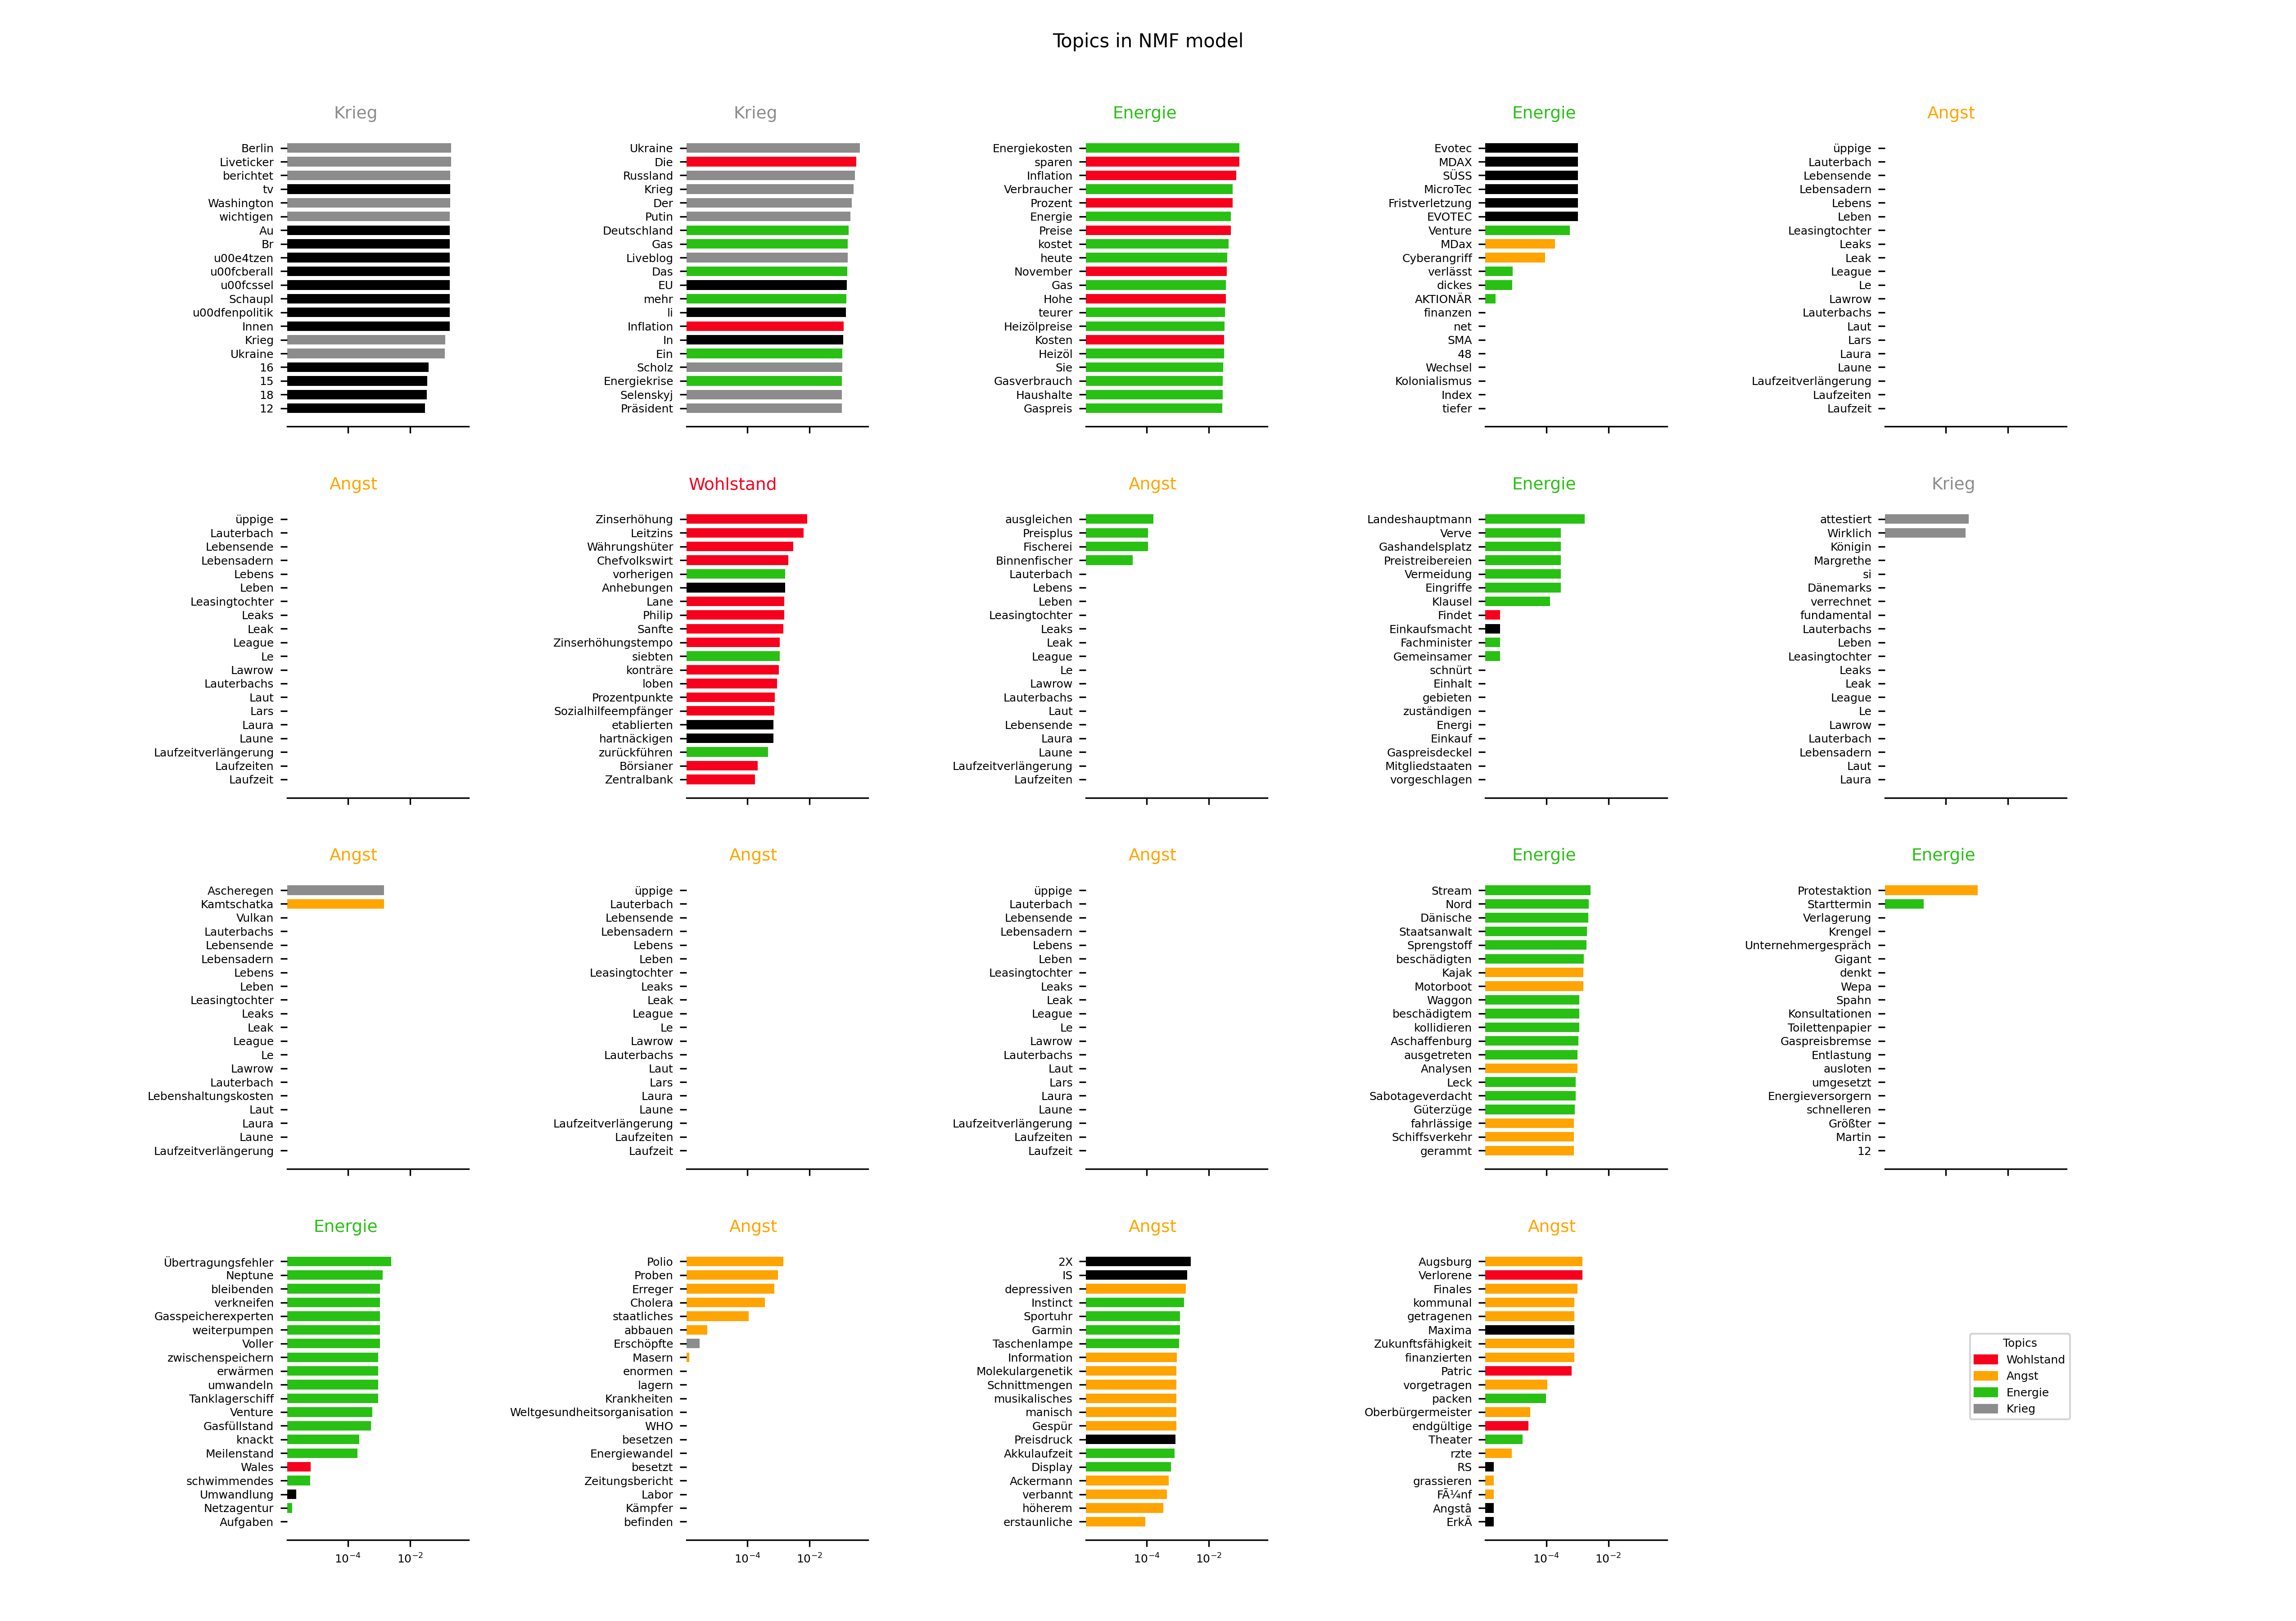 Topics in NMF model
Krieg
Berlin
Liveticker
berichtet
tv
Washington
wichtigen
Au
Br
u00e4tzen
u00fcberall
u00fcssel
Schaupl
u00dfenpolitik
Innen
Krieg
Ukraine
16
15
18
12
Krieg
Ukraine
Die
Russland
Krieg
Der
Putin
Deutschland
Gas
Liveblog
Das
EU
mehr
li
Inflation
In
Ein
Scholz
Energiekrise
Selenskyj
Präsident
Energie
Energiekosten
sparen
Inflation
Verbraucher
Prozent
Energie
Preise
kostet
heute
November
Gas
Hohe
teurer
Heizölpreise
Kosten
Heizöl
Sie
Gasverbrauch
Haushalte
Gaspreis
Energie
Evotec
MDAX
SÜSS
MicroTec
Fristverletzung
EVOTEC
Venture
MDax
Cyberangriff
verlässt
dickes
AKTIONÄR
finanzen
net
SMA
48
Wechsel
Kolonialismus
Index
tiefer
Angst
üppige
Lauterbach
Lebensende
Lebensadern
Lebens
Leben
Leasingtochter
Leaks
Leak
League
Le
Lawrow
Lauterbachs
Laut
Lars
Laura
Laune
Laufzeitverlängerung
Laufzeiten
Laufzeit
Angst
üppige
Lauterbach
Lebensende
Lebensadern
Lebens
Leben
Leasingtochter
Leaks
Leak
League
Le
Lawrow
Lauterbachs
Laut
Lars
Laura
Laune
Laufzeitverlängerung
Laufzeiten
Laufzeit
Wohlstand
Zinserhöhung
Leitzins
Währungshüter
Chefvolkswirt
vorherigen
Anhebungen
Lane
Philip
Sanfte
Zinserhöhungstempo
siebten
konträre
loben
Prozentpunkte
Sozialhilfeempfänger
etablierten
hartnäckigen
zurückführen
Börsianer
Zentralbank
Angst
ausgleichen
Preisplus
Fischerei
Binnenfischer
Lauterbach
Lebens
Leben
Leasingtochter
Leaks
Leak
League
Le
Lawrow
Lauterbachs
Laut
Lebensende
Laura
Laune
Laufzeitverlängerung
Laufzeiten
Energie
Landeshauptmann
Verve
Gashandelsplatz
Preistreibereien
Vermeidung
Eingriffe
Klausel
Findet
Einkaufsmacht
Fachminister
Gemeinsamer
schnürt
Einhalt
gebieten
zuständigen
Energi
Einkauf
Gaspreisdeckel
Mitgliedstaaten
vorgeschlagen
Krieg
attestiert
Wirklich
Königin
Margrethe
si
Dänemarks
verrechnet
fundamental
Lauterbachs
Leben
Leasingtochter
Leaks
Leak
League
Le
Lawrow
Lauterbach
Lebensadern
Laut
Laura
Angst
Ascheregen
Kamtschatka
Vulkan
Lauterbachs
Lebensende
Lebensadern
Lebens
Leben
Leasingtochter
Leaks
Leak
League
Le
Lawrow
Lauterbach
Lebenshaltungskosten
Laut
Laura
Laune
Laufzeitverlängerung
Angst
üppige
Lauterbach
Lebensende
Lebensadern
Lebens
Leben
Leasingtochter
Leaks
Leak
League
Le
Lawrow
Lauterbachs
Laut
Lars
Laura
Laune
Laufzeitverlängerung
Laufzeiten
Laufzeit
Angst
üppige
Lauterbach
Lebensende
Lebensadern
Lebens
Leben
Leasingtochter
Leaks
Leak
League
Le
Lawrow
Lauterbachs
Laut
Lars
Laura
Laune
Laufzeitverlängerung
Laufzeiten
Laufzeit
Energie
Stream
Nord
Dänische
Staatsanwalt
Sprengstoff
beschädigten
Kajak
Motorboot
Waggon
beschädigtem
kollidieren
Aschaffenburg
ausgetreten
Analysen
Leck
Sabotageverdacht
Güterzüge
fahrlässige
Schiffsverkehr
gerammt
Energie
Protestaktion
Starttermin
Verlagerung
Krengel
Unternehmergespräch
Gigant
denkt
Wepa
Spahn
Konsultationen
Toilettenpapier
Gaspreisbremse
Entlastung
ausloten
umgesetzt
Energieversorgern
schnelleren
Größter
Martin
12
Energie
Übertragungsfehler
Neptune
bleibenden
verkneifen
Gasspeicherexperten
weiterpumpen
Voller
zwischenspeichern
erwärmen
umwandeln
Tanklagerschiff
Venture
Gasfüllstand
knackt
Meilenstand
Wales
schwimmendes
Umwandlung
Netzagentur
Aufgaben
10⁻⁴ 10⁻²
Angst
Polio
Proben
Erreger
Cholera
staatliches
abbauen
Erschöpfte
Masern
enormen
lagern
Krankheiten
Weltgesundheitsorganisation
WHO
besetzen
Energiewandel
besetzt
Zeitungsbericht
Labor
Kämpfer
befinden
10⁻⁴ 10⁻²
Angst
2X
IS
depressiven
Instinct
Sportuhr
Garmin
Taschenlampe
Information
Molekulargenetik
Schnittmengen
musikalisches
manisch
Gespür
Preisdruck
Akkulaufzeit
Display
Ackermann
verbannt
höherem
erstaunliche
10⁻⁴ 10⁻²
Angst
Augsburg
Verlorene
Finales
kommunal
getragenen
Maxima
Zukunftsfähigkeit
finanzierten
Patric
vorgetragen
packen
Oberbürgermeister
endgültige
Theater
rzte
RS
grassieren
FÃ¼nf
Angstâ
ErkÃ
10⁻⁴ 10⁻²
Topics
Wohlstand
Angst
Energie
Krieg